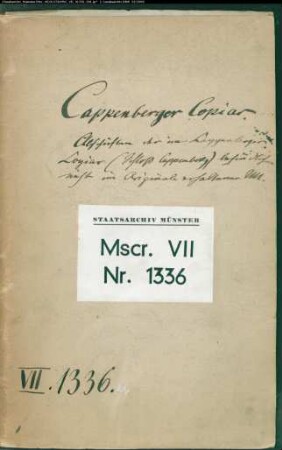 Cappenberger Copiar.
Abschriften der im Cappenberger
Copiar (Schloß Cappenberg) befindlichen
nicht im Original erhaltenen Urk.
STAATSARCHIV MÜNSTER
Mscr. VII
Nr. 1336
VII. 1336.